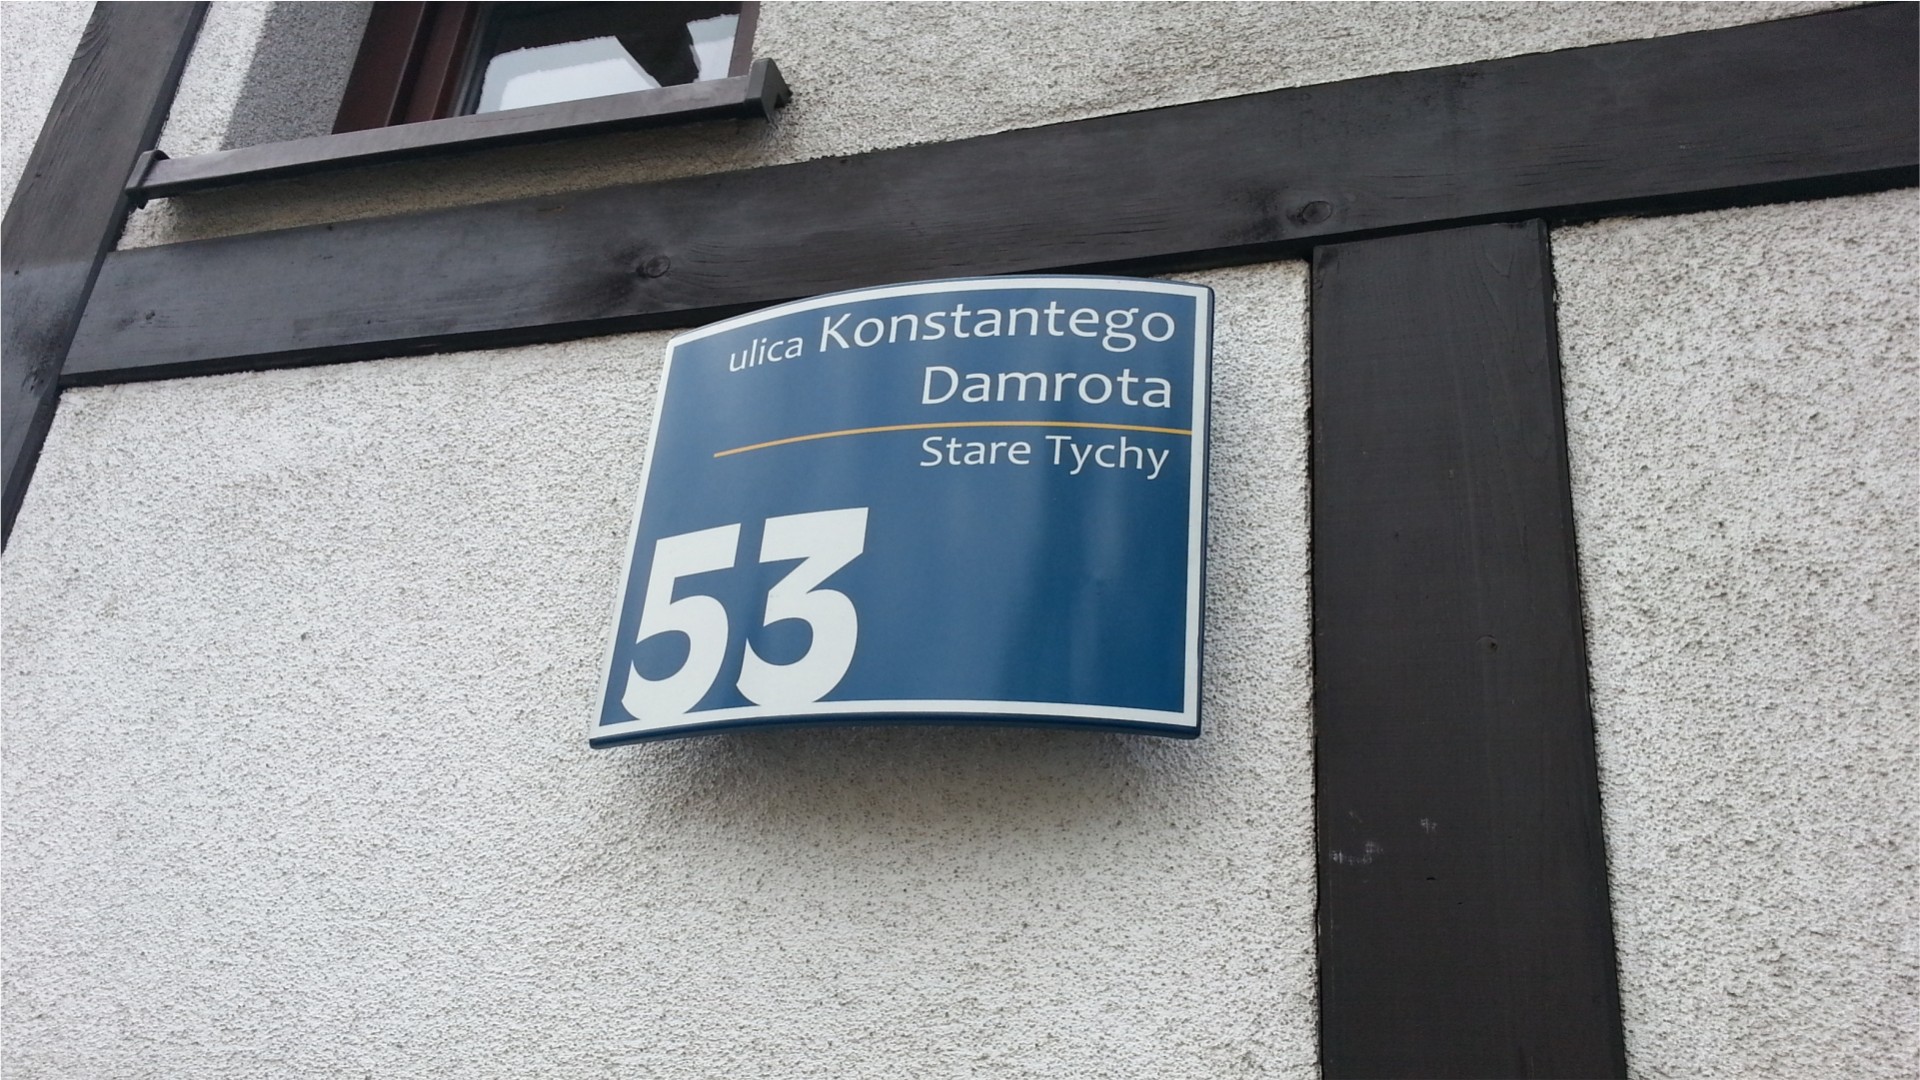 ulica Konstantego
Damrota
Stare Tychy
53